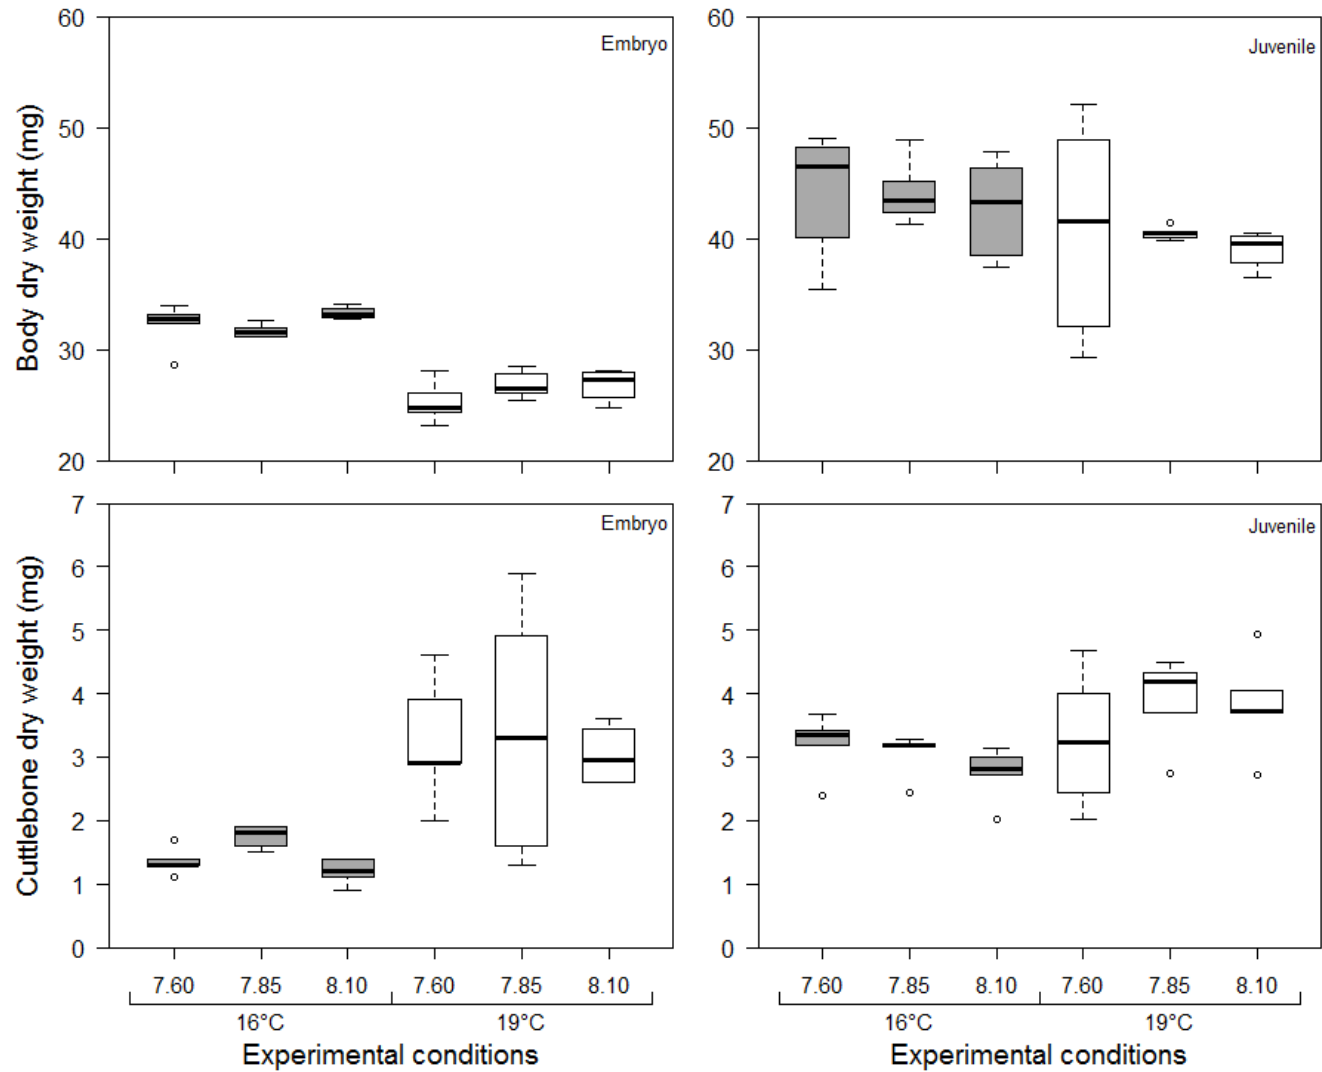 60
50
40
30
20
Body dry weight (mg)
Embryo
60
50
40
30
20
Juvenile
7
6
5
4
3
2
1
0
Cuttlebone dry weight (mg)
Embryo
7.60 7.85 8.10 7.60 7.85 8.10
16°C 19°C
Experimental conditions
7
6
5
4
3
2
1
0
Juvenile
7.60 7.85 8.10 7.60 7.85 8.10
16°C 19°C
Experimental conditions